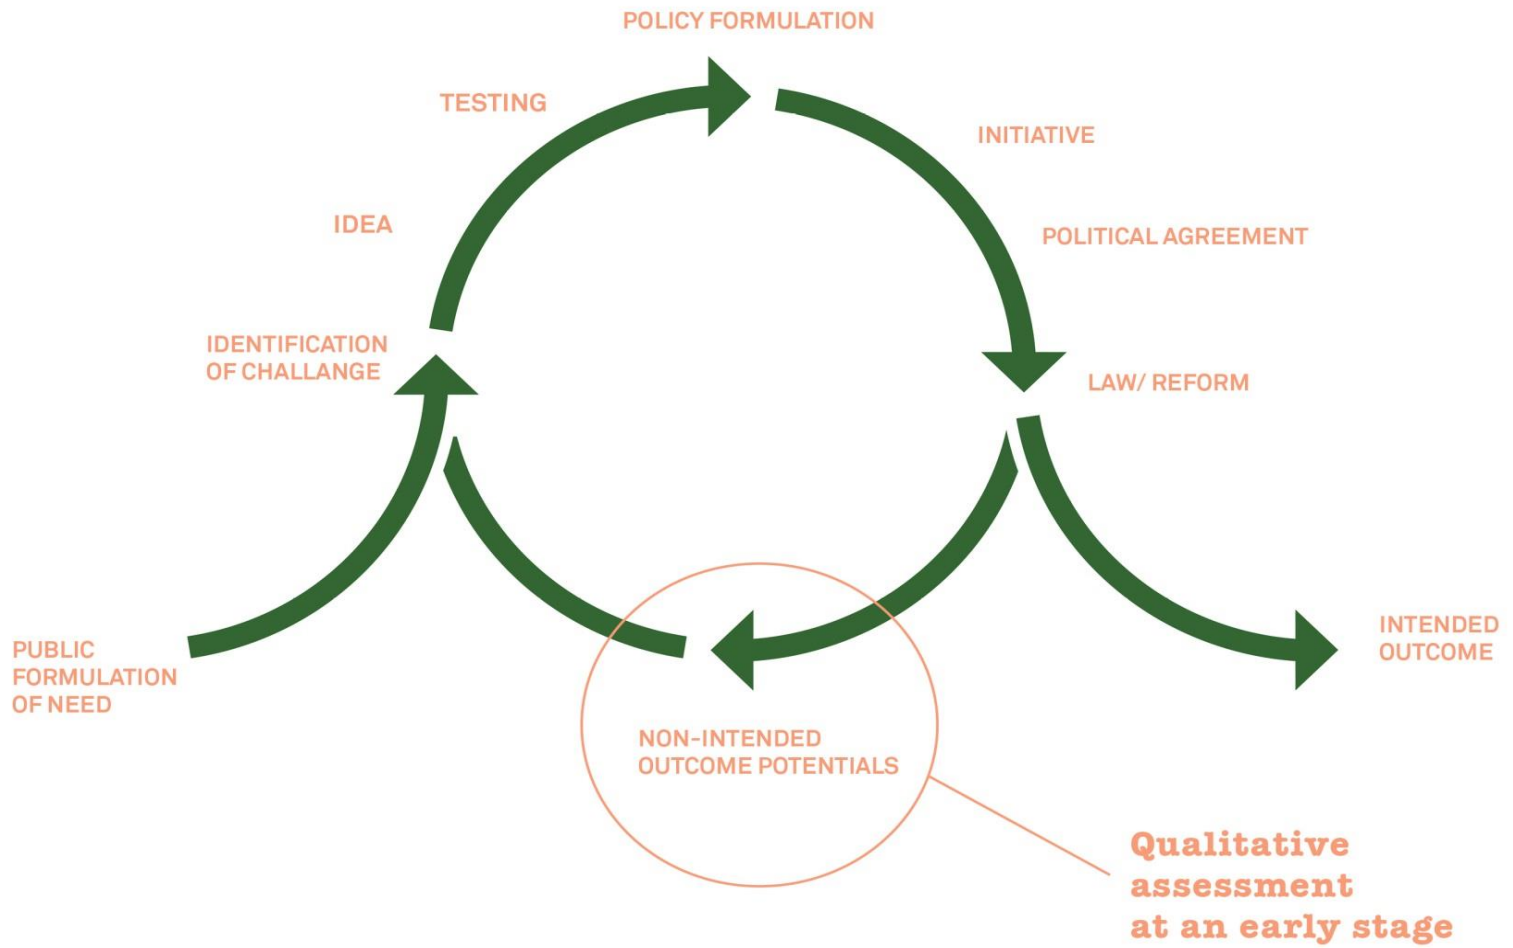 POLICY FORMULATION
TESTING
INITIATIVE
IDEA
POLITICAL AGREEMENT
IDENTIFICATION
OF CHALLANGE
LAW/ REFORM
PUBLIC
FORMULATION
OF NEED
INTENDED
OUTCOME
NON-INTENDED
OUTCOME POTENTIALS
Qualitative
assessment
at an early stage